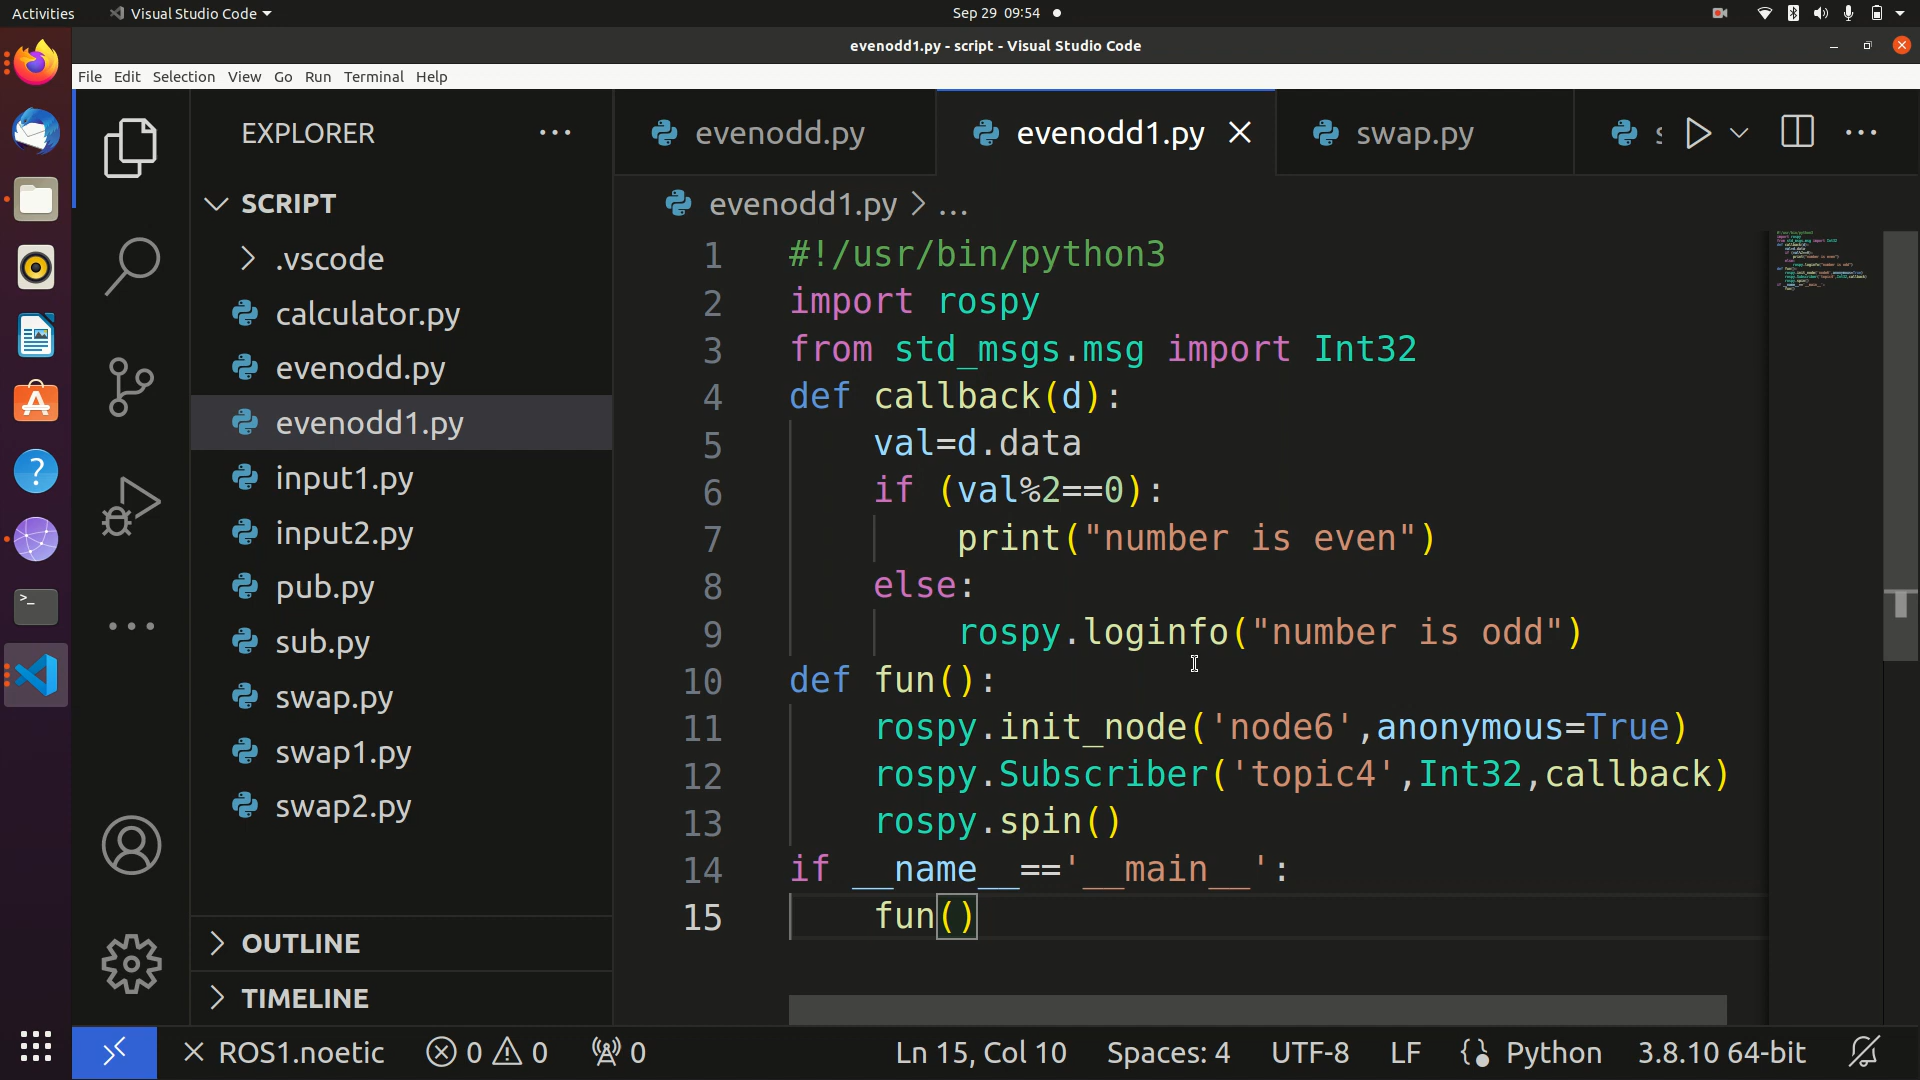 Activities Visual Studio Code Sep 29 09:54
evenodd1.py - script - Visual Studio Code
File Edit Selection View Go Run Terminal Help
EXPLORER
SCRIPT
.vscode
calculator.py
evenodd.py
evenodd1.py
input1.py
input2.py
pub.py
sub.py
swap.py
swap1.py
swap2.py
OUTLINE
TIMELINE
evenodd.py evenodd1.py swap.py
evenodd1.py > ...
1 #!/usr/bin/python3
2 import rospy
3 from std_msgs.msg import Int32
4 def callback(d):
5 val=d.data
6 if (val%2==0):
7 print("number is even")
8 else:
9 rospy.loginfo("number is odd")
10 def fun():
11 rospy.init_node('node6',anonymous=True)
12 rospy.Subscriber('topic4',Int32,callback)
13 rospy.spin()
14 if __name__=='__main__':
15 fun()
ROS1.noetic 0 0 0 Ln 15, Col 10 Spaces: 4 UTF-8 LF Python 3.8.10 64-bit